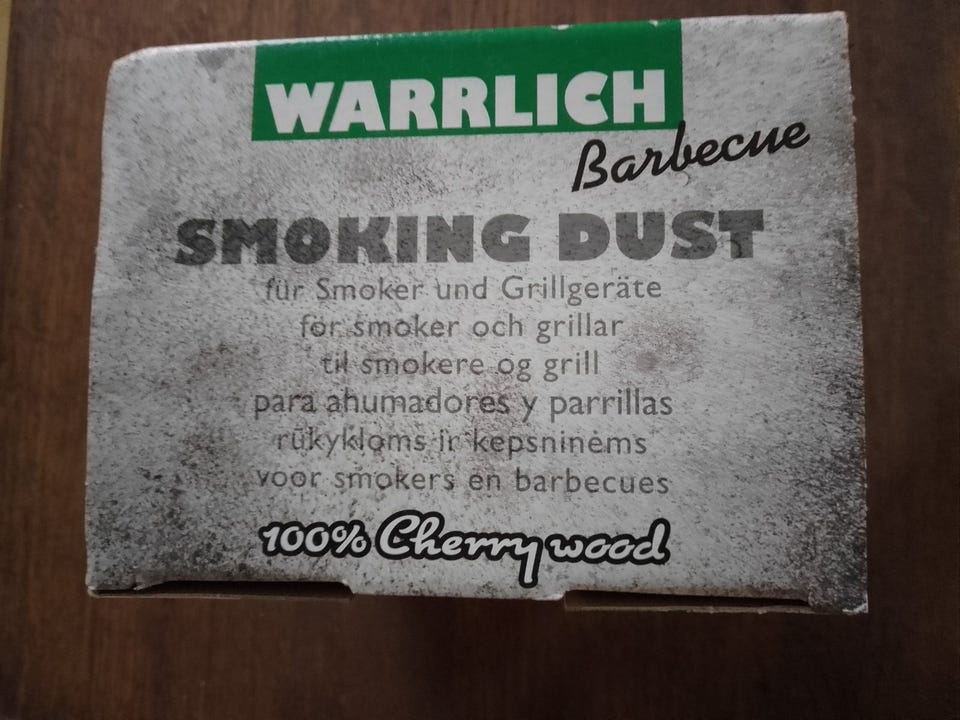 WARRLICH
Barbecue
SMOKING DUST
für Smoker und Grillgeräte
för smoker och grillar
til smokere og grill
para ahumadores y parrillas
rūkykloms ir kepsninėms
voor smokers en barbecues
100% Cherry wood